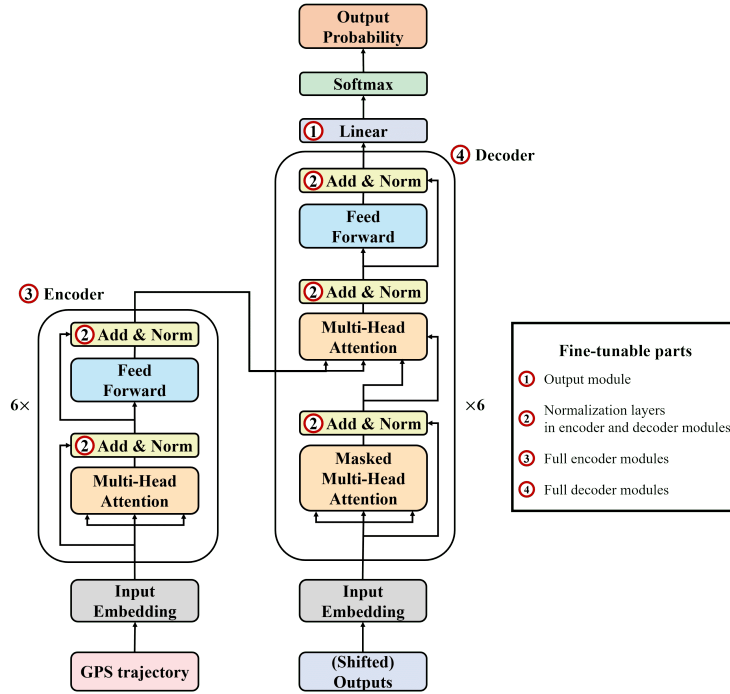 Output
Probability
Softmax
1 Linear
4 Decoder
2 Add & Norm
Feed
Forward
2 Add & Norm
Multi-Head
Attention
2 Add & Norm
Masked
Multi-Head
Attention
×6
Input
Embedding
(Shifted)
Outputs
3 Encoder
2 Add & Norm
Feed
Forward
6×
2 Add & Norm
Multi-Head
Attention
Input
Embedding
GPS trajectory
Fine-tunable parts
1 Output module
2 Normalization layers
in encoder and decoder modules
3 Full encoder modules
4 Full decoder modules